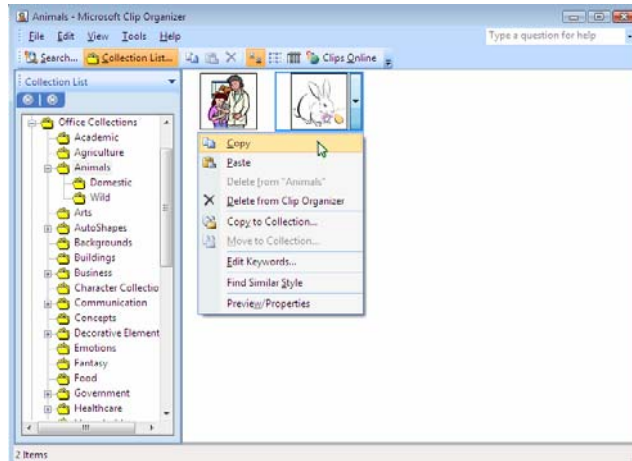 Animals - Microsoft Clip Organizer
File Edit View Tools Help
Type a question for help
Search... Collection List... Clips Online
Collection List
Office Collections
Academic
Agriculture
Animals
Domestic
Wild
Arts
AutoShapes
Backgrounds
Buildings
Business
Character Collectio
Communication
Concepts
Decorative Element
Emotions
Fantasy
Food
Government
Healthcare
Copy
Paste
Delete from "Animals"
Delete from Clip Organizer
Copy to Collection...
Move to Collection...
Edit Keywords...
Find Similar Style
Preview/Properties
2 Items